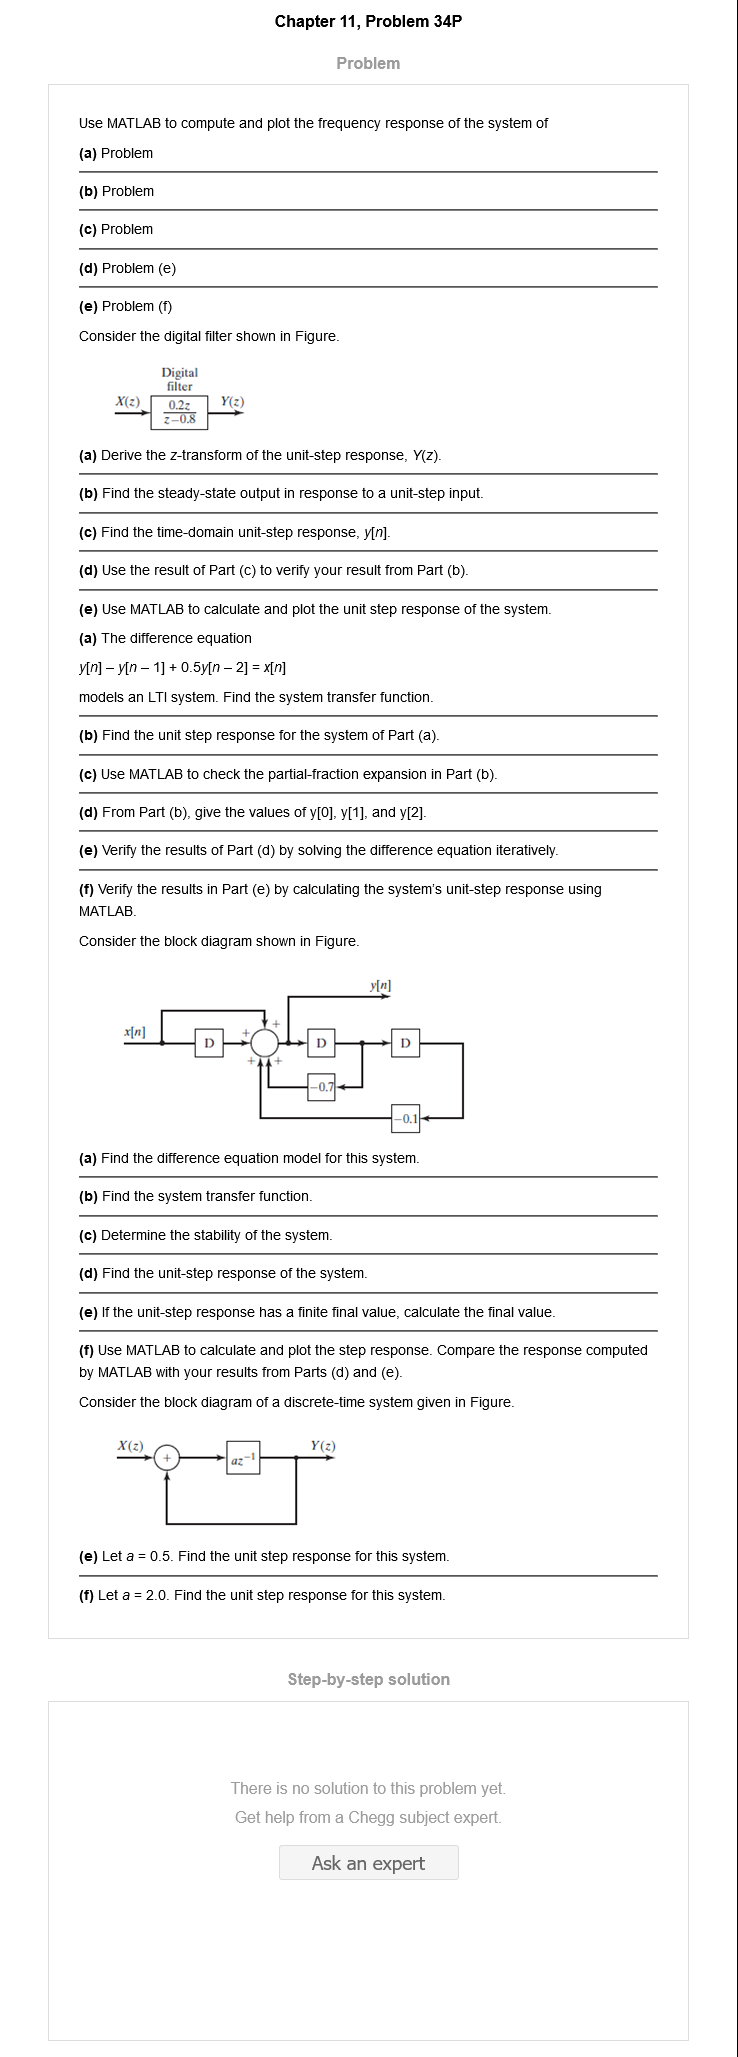 Chapter 11, Problem 34P
Problem
Use MATLAB to compute and plot the frequency response of the system of
(a) Problem
(b) Problem
(c) Problem
(d) Problem (e)
(e) Problem (f)
Consider the digital filter shown in Figure.
Digital
filter
X(z) 0.2z Y(z)
z−0.8
(a) Derive the z-transform of the unit-step response, Y(z).
(b) Find the steady-state output in response to a unit-step input.
(c) Find the time-domain unit-step response, y[n].
(d) Use the result of Part (c) to verify your result from Part (b).
(e) Use MATLAB to calculate and plot the unit step response of the system.
(a) The difference equation
y[n] – y[n – 1] + 0.5y[n – 2] = x[n]
models an LTI system. Find the system transfer function.
(b) Find the unit step response for the system of Part (a).
(c) Use MATLAB to check the partial-fraction expansion in Part (b).
(d) From Part (b), give the values of y[0], y[1], and y[2].
(e) Verify the results of Part (d) by solving the difference equation iteratively.
(f) Verify the results in Part (e) by calculating the system's unit-step response using
MATLAB.
Consider the block diagram shown in Figure.
y[n]
+
x[n] +
D D D
+ +
−0.7
−0.1
(a) Find the difference equation model for this system.
(b) Find the system transfer function.
(c) Determine the stability of the system.
(d) Find the unit-step response of the system.
(e) If the unit-step response has a finite final value, calculate the final value.
(f) Use MATLAB to calculate and plot the step response. Compare the response computed
by MATLAB with your results from Parts (d) and (e).
Consider the block diagram of a discrete-time system given in Figure.
X(z) Y(z)
+ az−1
(e) Let a = 0.5. Find the unit step response for this system.
(f) Let a = 2.0. Find the unit step response for this system.
Step-by-step solution
There is no solution to this problem yet.
Get help from a Chegg subject expert.
Ask an expert